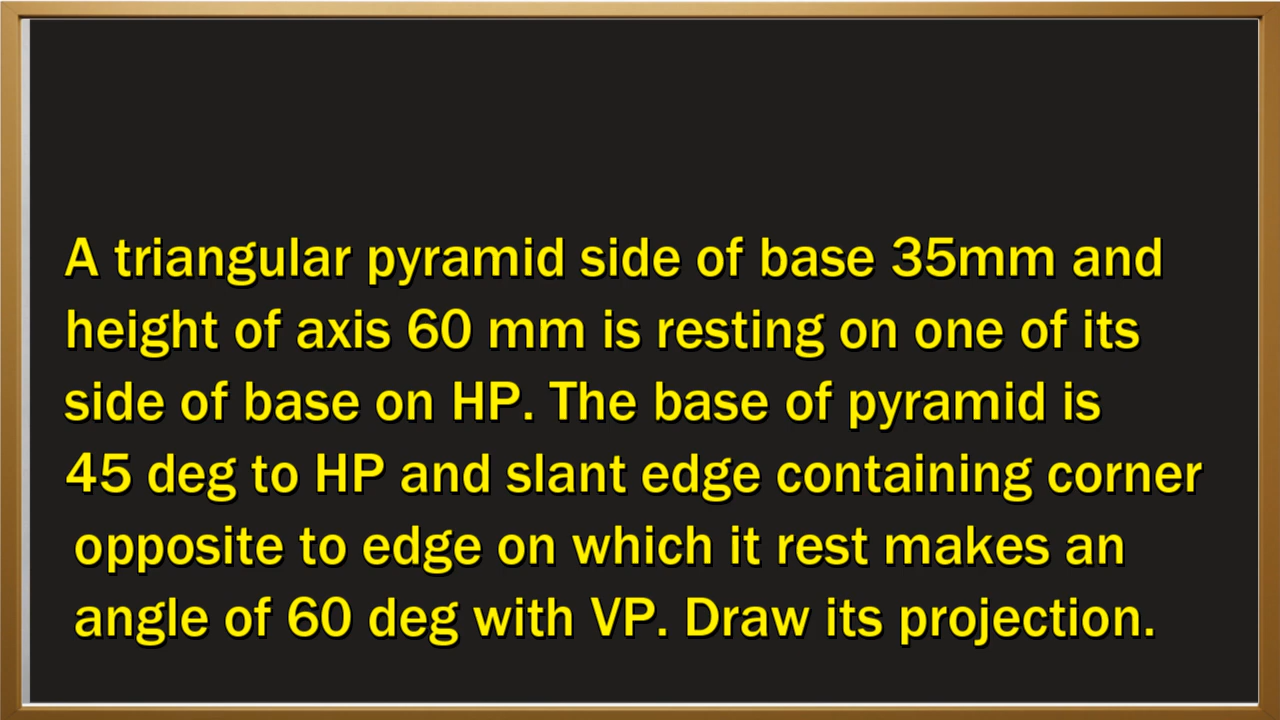 A triangular pyramid side of base 35mm and
height of axis 60 mm is resting on one of its
side of base on HP. The base of pyramid is
45 deg to HP and slant edge containing corner
opposite to edge on which it rest makes an
angle of 60 deg with VP. Draw its projection.